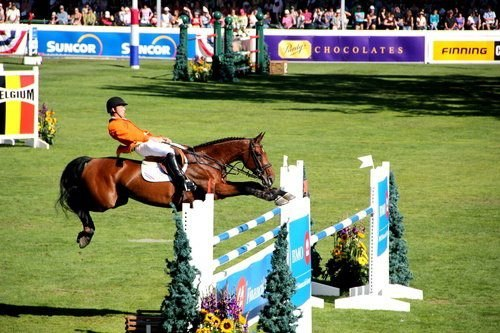 SUNCOR
SUNCOR
Purdy's CHOCOLATES
FINNING
BELGIUM